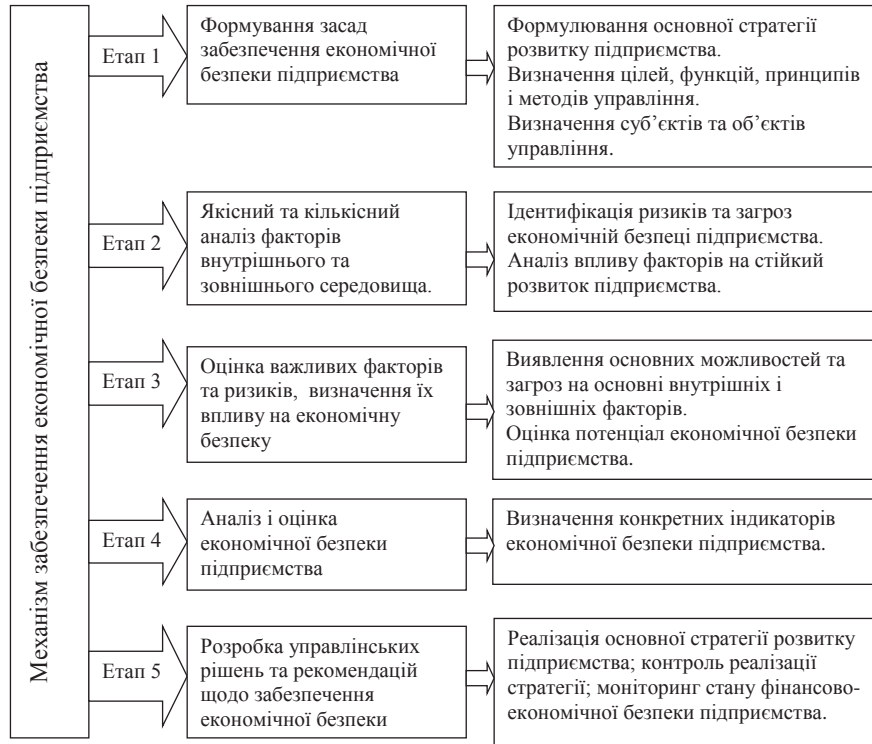 Механізм забезпечення економічної безпеки підприємства
Етап 1
Формування засад
забезпечення економічної
безпеки підприємства
Формулювання основної стратегії
розвитку підприємства.
Визначення цілей, функцій, принципів
і методів управління.
Визначення суб’єктів та об’єктів
управління.
Етап 2
Якісний та кількісний
аналіз факторів
внутрішнього та
зовнішнього середовища.
Ідентифікація ризиків та загроз
економічній безпеці підприємства.
Аналіз впливу факторів на стійкий
розвиток підприємства.
Етап 3
Оцінка важливих факторів
та ризиків, визначення їх
впливу на економічну
безпеку
Виявлення основних можливостей та
загроз на основі внутрішніх і
зовнішніх факторів.
Оцінка потенціал економічної безпеки
підприємства.
Етап 4
Аналіз і оцінка
економічної безпеки
підприємства
Визначення конкретних індикаторів
економічної безпеки підприємства.
Етап 5
Розробка управлінських
рішень та рекомендацій
щодо забезпечення
економічної безпеки
Реалізація основної стратегії розвитку
підприємства; контроль реалізації
стратегії; моніторинг стану фінансово-
економічної безпеки підприємства.